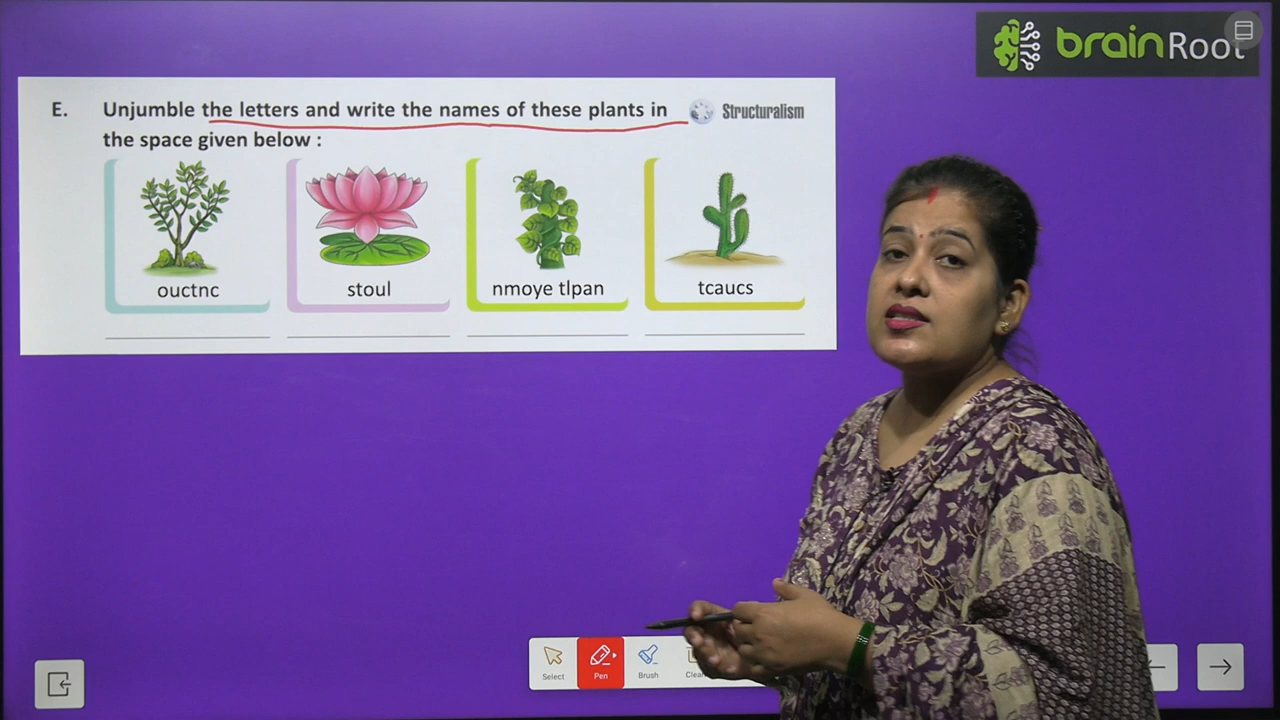 brainRoot
E. Unjumble the letters and write the names of these plants in
Structuralism
the space given below :
ouctnc
stoul
nmoye tlpan
tcaucs
Select
Pen
Brush